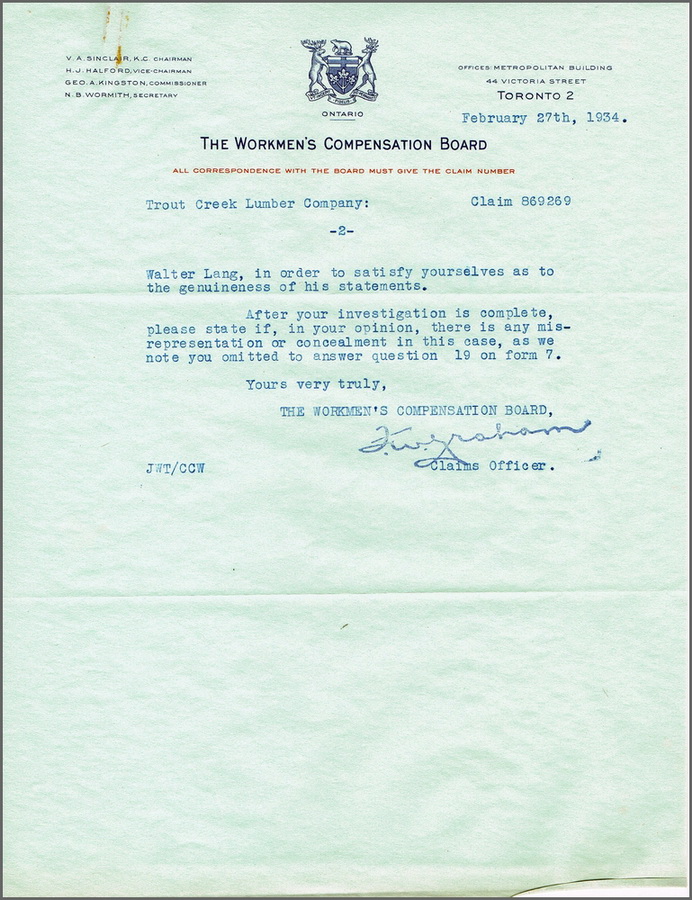 V. A. SINCLAIR, K.C. CHAIRMAN
H. J. HALFORD, VICE-CHAIRMAN
GEO. A. KINGSTON, COMMISSIONER
N. B. WORMITH, SECRETARY
ONTARIO
OFFICES: METROPOLITAN BUILDING
44 VICTORIA STREET
TORONTO 2
February 27th, 1934.
THE WORKMEN'S COMPENSATION BOARD
ALL CORRESPONDENCE WITH THE BOARD MUST GIVE THE CLAIM NUMBER
Trout Creek Lumber Company: Claim 869269
-2-
Walter Lang, in order to satisfy yourselves as to
the genuineness of his statements.
After your investigation is complete,
please state if, in your opinion, there is any mis-
representation or concealment in this case, as we
note you omitted to answer question 19 on form 7.
Yours very truly,
THE WORKMEN'S COMPENSATION BOARD,
F.W. Graham
JWT/CCW Claims Officer.